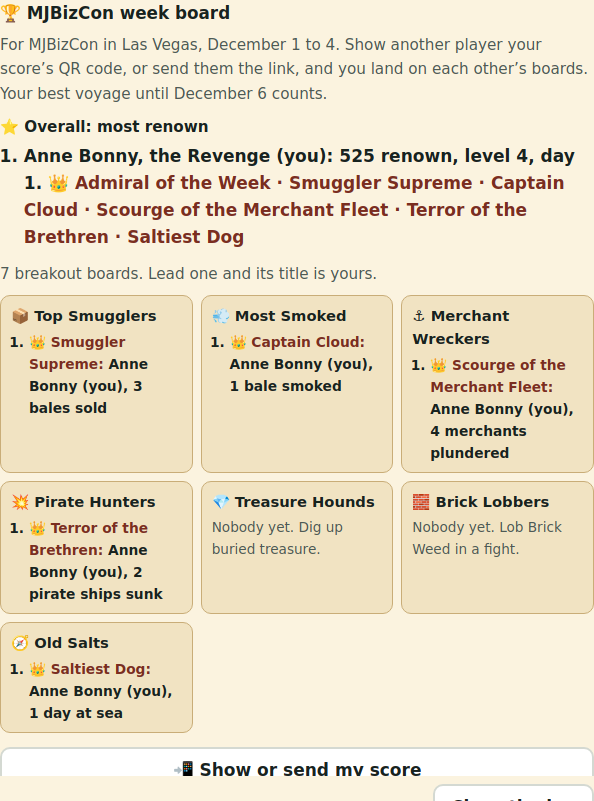 🏆 MJBizCon week board
For MJBizCon in Las Vegas, December 1 to 4. Show another player your
score’s QR code, or send them the link, and you land on each other’s boards.
Your best voyage until December 6 counts.
⭐ Overall: most renown
1. Anne Bonny, the Revenge (you): 525 renown, level 4, day
1. 👑 Admiral of the Week · Smuggler Supreme · Captain
Cloud · Scourge of the Merchant Fleet · Terror of the
Brethren · Saltiest Dog
7 breakout boards. Lead one and its title is yours.
📦 Top Smugglers
1. 👑 Smuggler
Supreme: Anne
Bonny (you), 3
bales sold
💨 Most Smoked
1. 👑 Captain Cloud:
Anne Bonny (you),
1 bale smoked
⚓ Merchant
Wreckers
1. 👑 Scourge of the
Merchant Fleet:
Anne Bonny (you),
4 merchants
plundered
💥 Pirate Hunters
1. 👑 Terror of the
Brethren: Anne
Bonny (you), 2
pirate ships sunk
💎 Treasure Hounds
Nobody yet. Dig up
buried treasure.
🧱 Brick Lobbers
Nobody yet. Lob Brick
Weed in a fight.
🧭 Old Salts
1. 👑 Saltiest Dog:
Anne Bonny (you),
1 day at sea
📲 Show or send my score